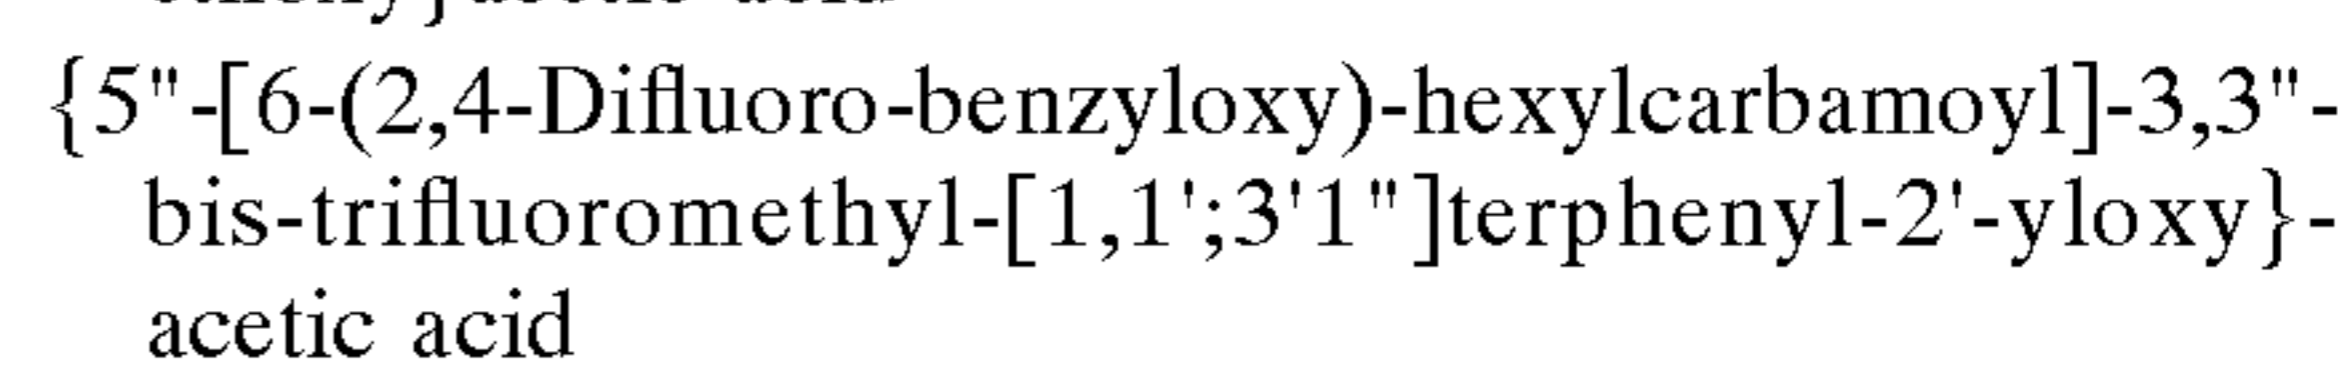 {5"-[6-(2,4-Difluoro-benzyloxy)-hexylcarbamoyl]-3,3"-
bis-trifluoromethyl-[1,1';3'1"]terphenyl-2'-yloxy}-
acetic acid